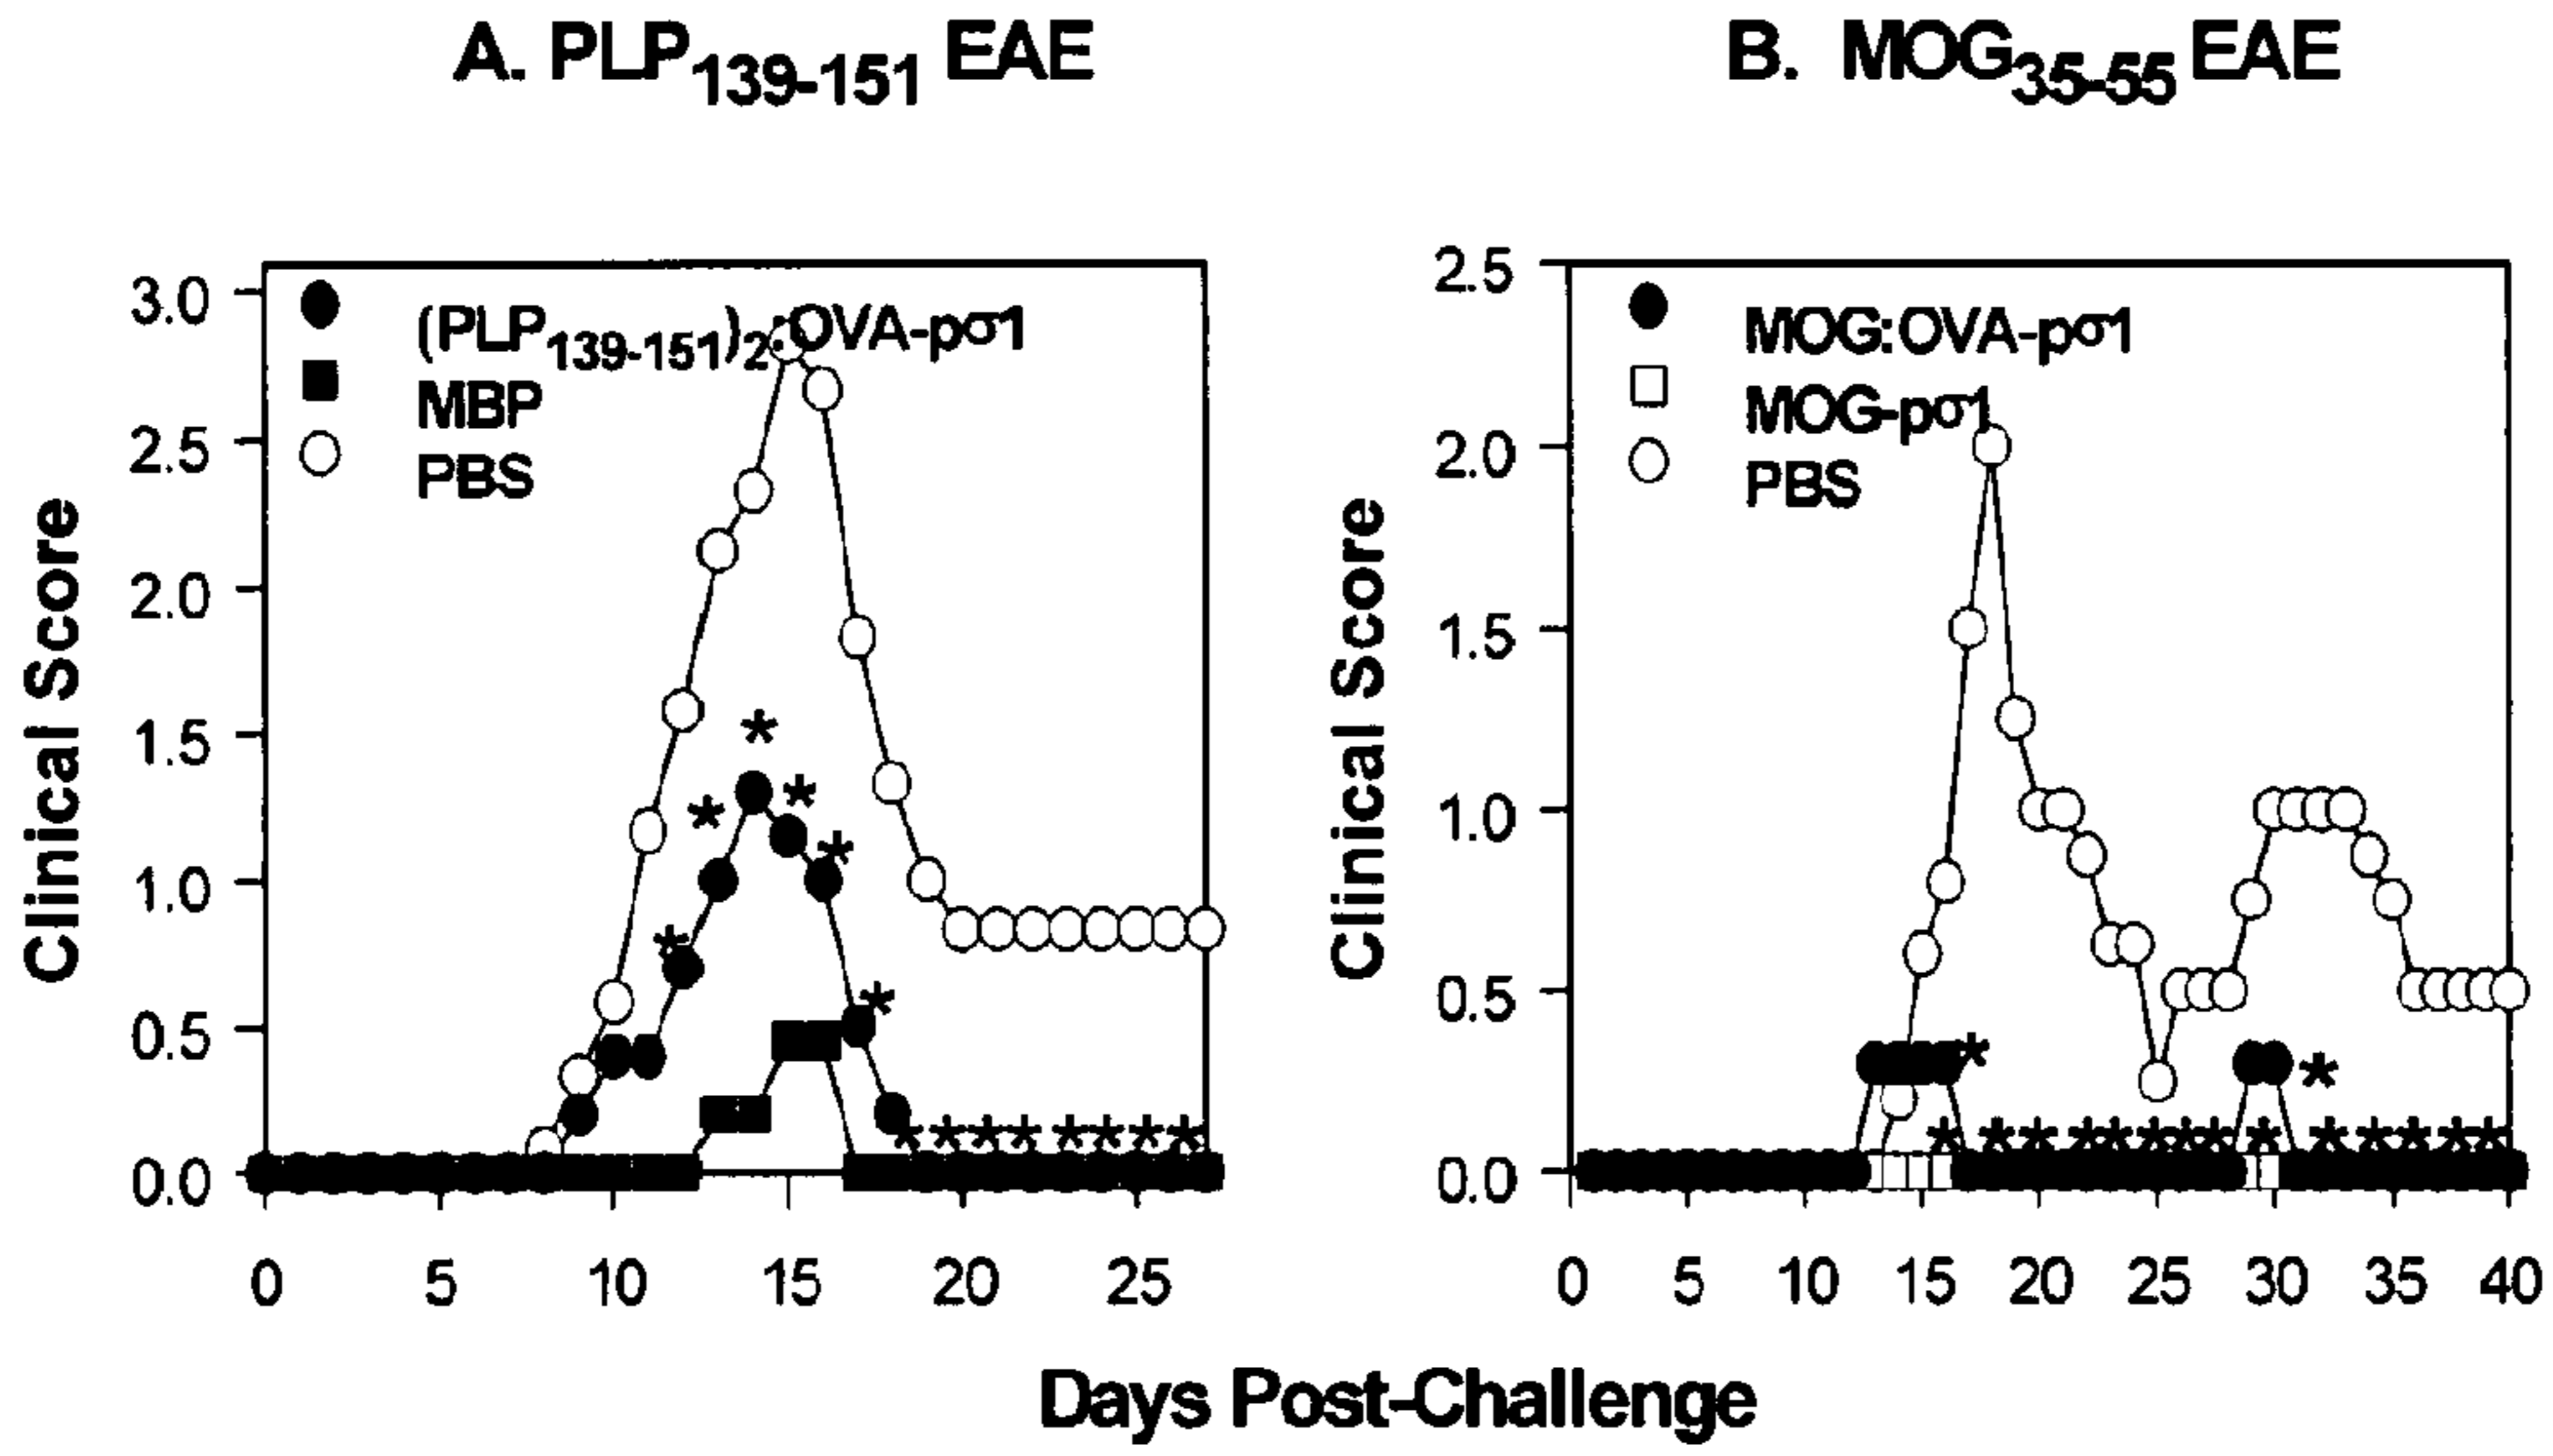 A. PLP139-151 EAE
B. MOG35-55 EAE
Clinical Score
3.0
2.5
2.0
1.5
1.0
0.5
0.0
(PLP139-151)2:OVA-pσ1
MBP
PBS
* * * * * *
* * * * * * * *
0 5 10 15 20 25
Clinical Score
2.5
2.0
1.5
1.0
0.5
0.0
MOG:OVA-pσ1
MOG-pσ1
PBS
* *
* * * * * * * * * * * * * *
0 5 10 15 20 25 30 35 40
Days Post-Challenge